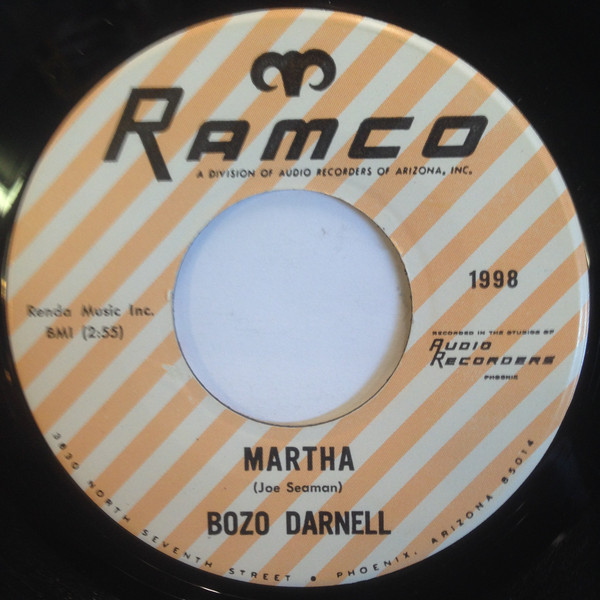 RAMCO
A DIVISION OF AUDIO RECORDERS OF ARIZONA, INC.
1998
Renda Music Inc.
BMI (2:55)
RECORDED IN THE STUDIOS OF
AUDIO
RECORDERS
PHOENIX
MARTHA
(Joe Seaman)
BOZO DARNELL
3830 NORTH SEVENTH STREET • PHOENIX, ARIZONA 85014